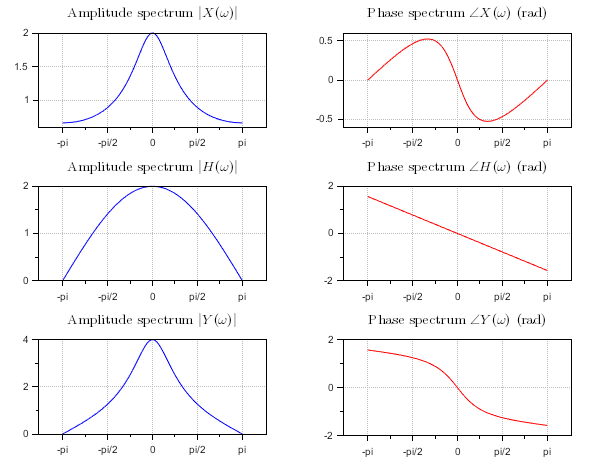 Amplitude spectrum |X(ω)|
Phase spectrum ∠X(ω) (rad)
2
1.5
1
-pi
-pi/2
0
pi/2
pi
0.5
0
-0.5
-pi
-pi/2
0
pi/2
pi
Amplitude spectrum |H(ω)|
Phase spectrum ∠H(ω) (rad)
2
1
0
-pi
-pi/2
0
pi/2
pi
2
0
-2
-pi
-pi/2
0
pi/2
pi
Amplitude spectrum |Y(ω)|
Phase spectrum ∠Y(ω) (rad)
4
2
0
-pi
-pi/2
0
pi/2
pi
2
0
-2
-pi
-pi/2
0
pi/2
pi